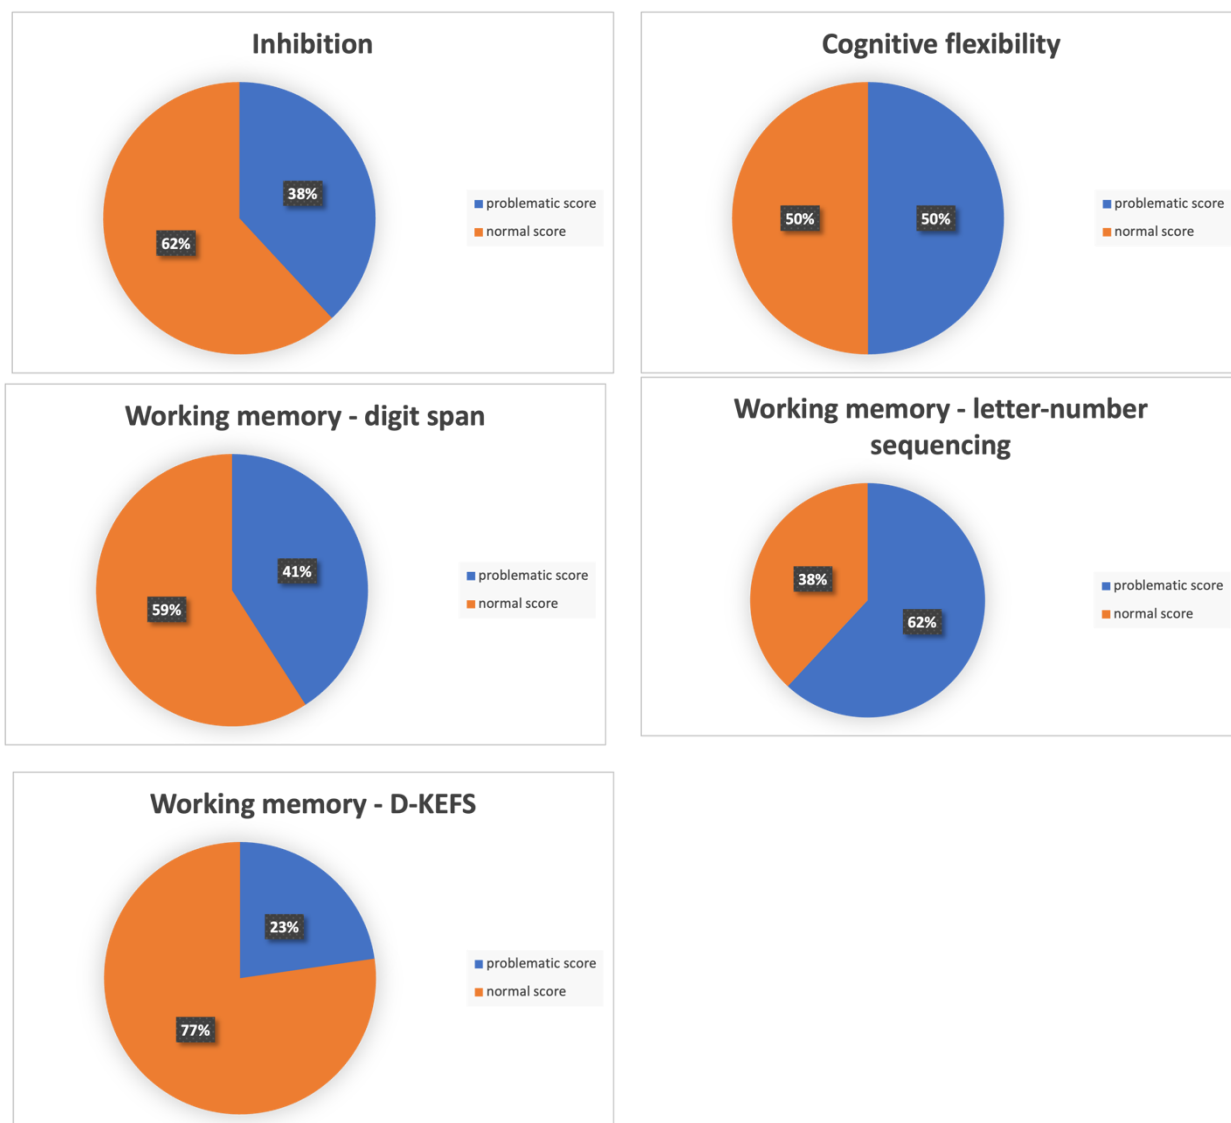 Inhibition
38%
62%
problematic score
normal score
Cognitive flexibility
50%
50%
problematic score
normal score
Working memory - digit span
41%
59%
problematic score
normal score
Working memory - letter-number
sequencing
38%
62%
problematic score
normal score
Working memory - D-KEFS
23%
77%
problematic score
normal score